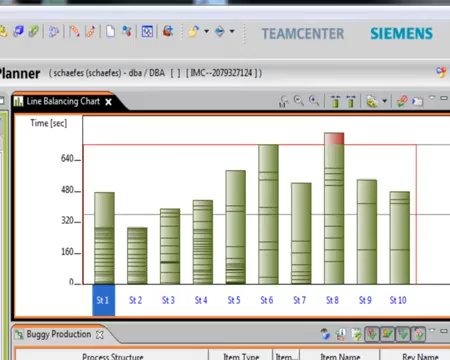 TEAMCENTER SIEMENS
Planner ( schaefes (schaefes) - dba / DBA [ ] [ IMC--2079327124 ] )
Line Balancing Chart
Time [sec]
640
480
320
160
0
St 1 St 2 St 3 St 4 St 5 St 6 St 7 St 8 St 9 St 10
Buggy Production
Process Structure Item Type Item... Item Name Rev Name